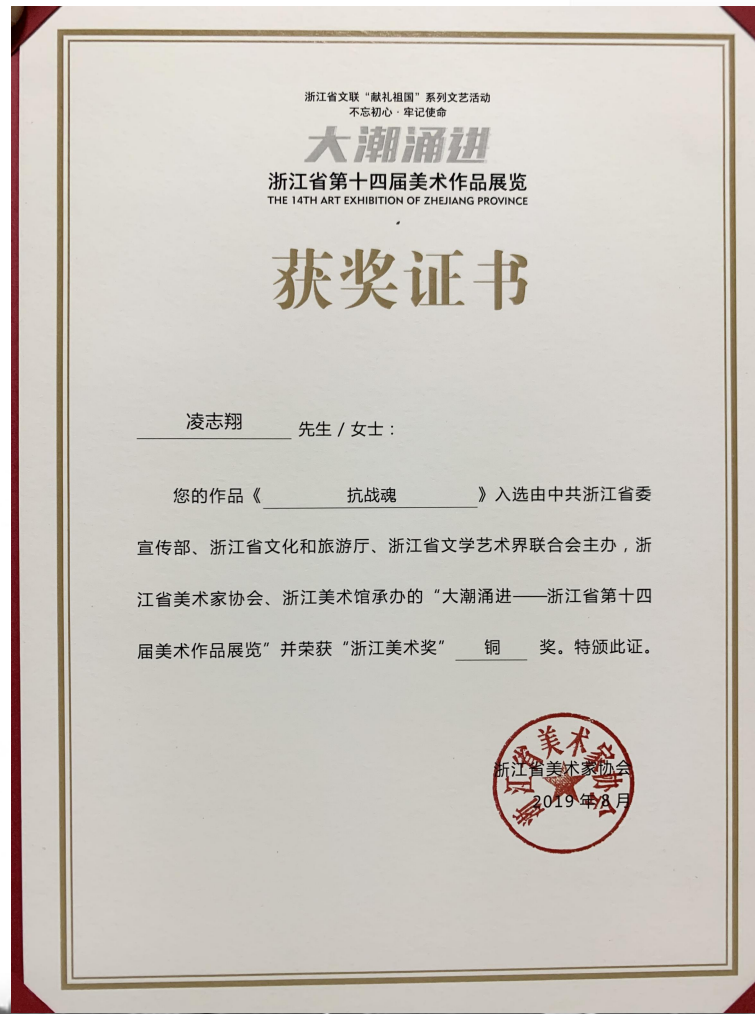 浙江省文联“献礼祖国”系列文艺活动
不忘初心·牢记使命
大潮涌进
浙江省第十四届美术作品展览
THE 14TH ART EXHIBITION OF ZHEJIANG PROVINCE
获奖证书
凌志翔 先生/女士：
您的作品《 抗战魂 》入选由中共浙江省委
宣传部、浙江省文化和旅游厅、浙江省文学艺术界联合会主办，浙
江省美术家协会、浙江美术馆承办的“大潮涌进——浙江省第十四
届美术作品展览”并荣获“浙江美术奖” 铜 奖。特颁此证。
浙江省美术家协会
浙江省美术家协会
2019年8月